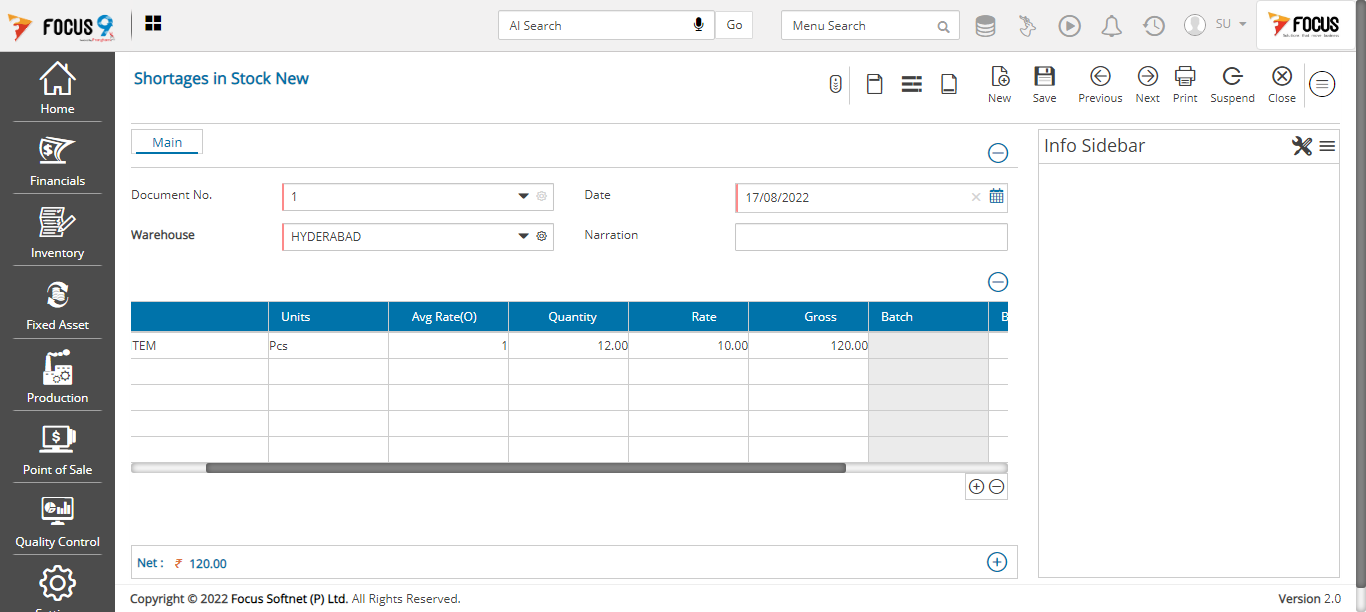 FOCUS 9
AI Search
Go
Menu Search
SU
FOCUS
Home
Financials
Inventory
Fixed Asset
Production
Point of Sale
Quality Control
Shortages in Stock New
New
Save
Previous
Next
Print
Suspend
Close
Main
Document No.
1
Date
17/08/2022
Warehouse
HYDERABAD
Narration
Units
Avg Rate(O)
Quantity
Rate
Gross
Batch
TEM
Pcs
1
12.00
10.00
120.00
Net : ₹ 120.00
Info Sidebar
Copyright © 2022 Focus Softnet (P) Ltd. All Rights Reserved.
Version 2.0